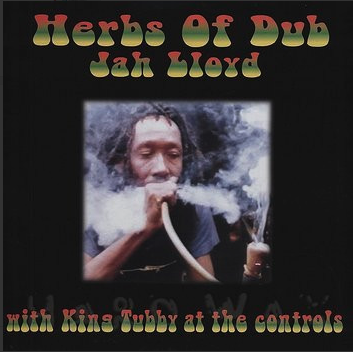 Herbs Of Dub
Jah Lloyd
with King Tubby at the controls